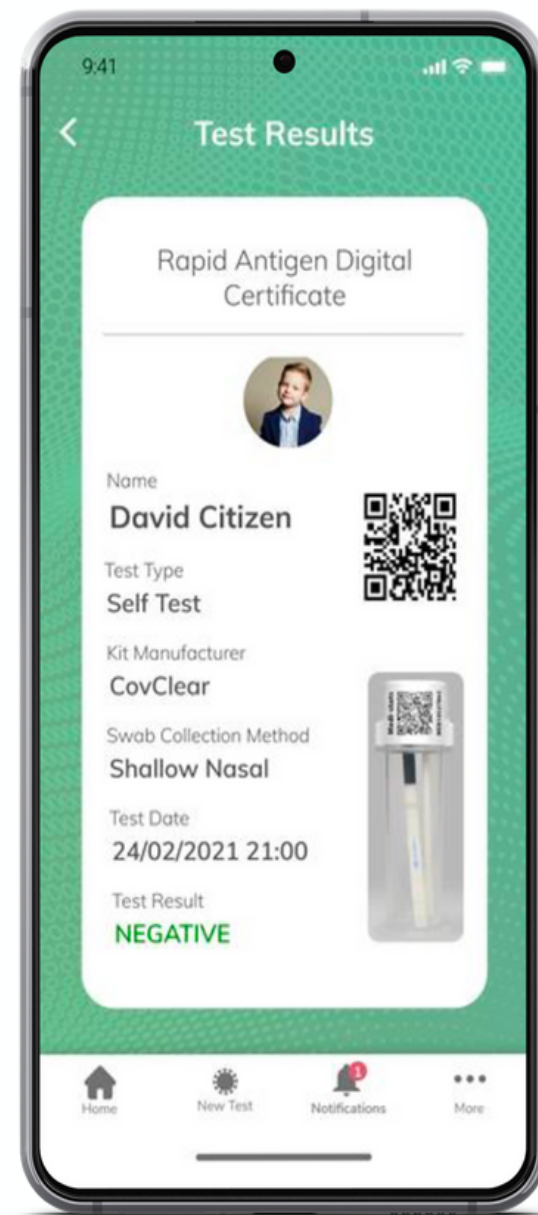 9:41
Test Results
Rapid Antigen Digital
Certificate
Name
David Citizen
Test Type
Self Test
Kit Manufacturer
CovClear
Swab Collection Method
Shallow Nasal
Test Date
24/02/2021 21:00
Test Result
NEGATIVE
1
Home
New Test
Notifications
More